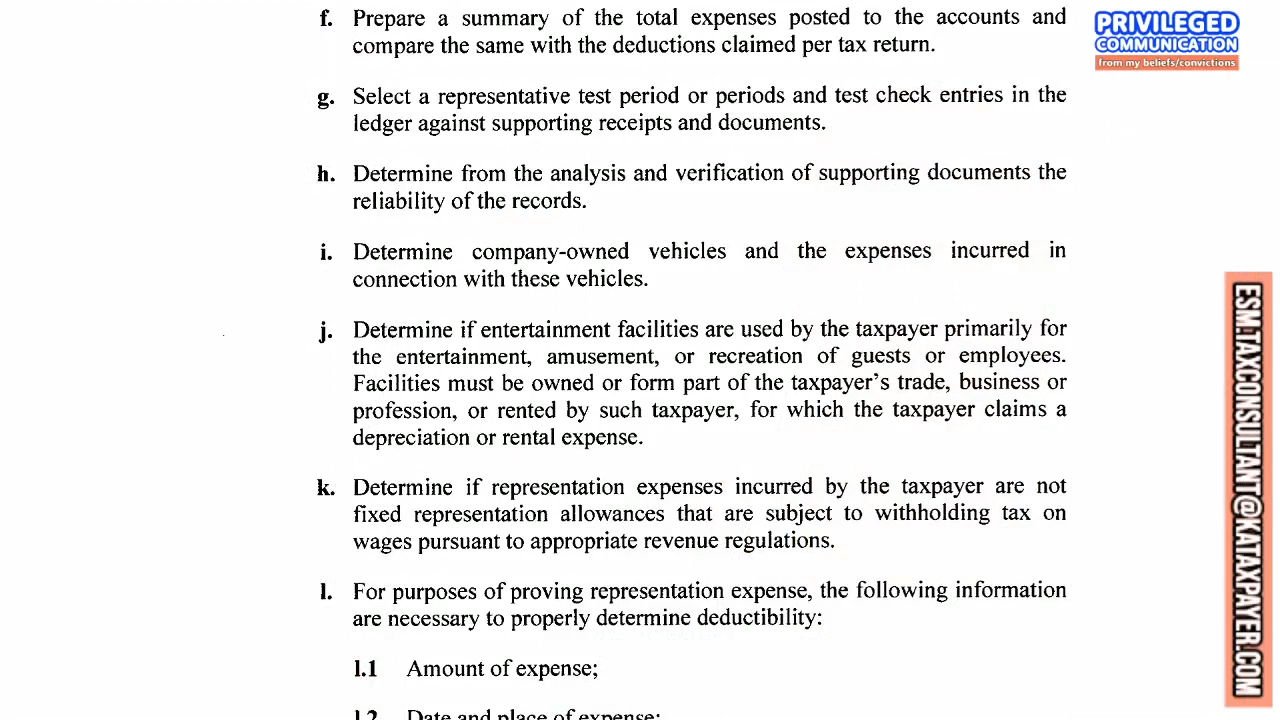 f. Prepare a summary of the total expenses posted to the accounts and
compare the same with the deductions claimed per tax return.
g. Select a representative test period or periods and test check entries in the
ledger against supporting receipts and documents.
h. Determine from the analysis and verification of supporting documents the
reliability of the records.
i. Determine company-owned vehicles and the expenses incurred in
connection with these vehicles.
j. Determine if entertainment facilities are used by the taxpayer primarily for
the entertainment, amusement, or recreation of guests or employees.
Facilities must be owned or form part of the taxpayer's trade, business or
profession, or rented by such taxpayer, for which the taxpayer claims a
depreciation or rental expense.
k. Determine if representation expenses incurred by the taxpayer are not
fixed representation allowances that are subject to withholding tax on
wages pursuant to appropriate revenue regulations.
l. For purposes of proving representation expense, the following information
are necessary to properly determine deductibility:
l.1 Amount of expense;
l.2 Date and place of expense;
PRIVILEGED
COMMUNICATION
from my beliefs/convictions
ESM.TAXCONSULTANT@KATAXPAYER.COM